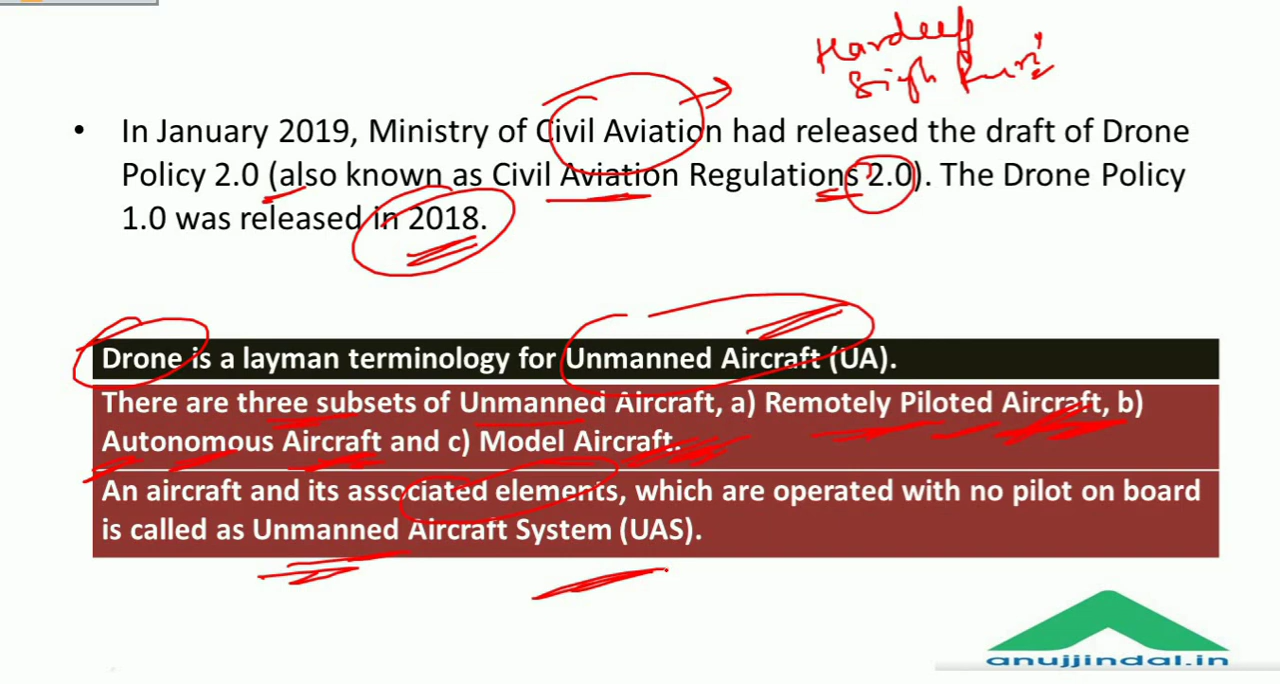 Hardeep
Singh Puri
• In January 2019, Ministry of Civil Aviation had released the draft of Drone
Policy 2.0 (also known as Civil Aviation Regulations 2.0). The Drone Policy
1.0 was released in 2018.
Drone is a layman terminology for Unmanned Aircraft (UA).
There are three subsets of Unmanned Aircraft, a) Remotely Piloted Aircraft, b)
Autonomous Aircraft and c) Model Aircraft.
An aircraft and its associated elements, which are operated with no pilot on board
is called as Unmanned Aircraft System (UAS).
anujjindal.in